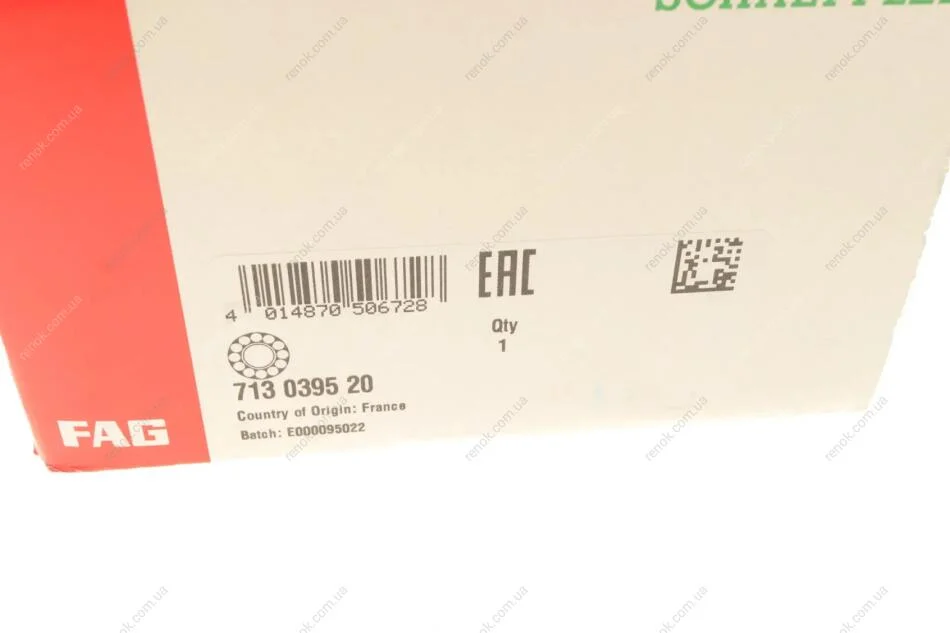 SCHAEFFLER
4 014870 506728
EAC
Qty
1
713 0395 20
Country of Origin: France
Batch: E000095022
FAG
renok.com.ua